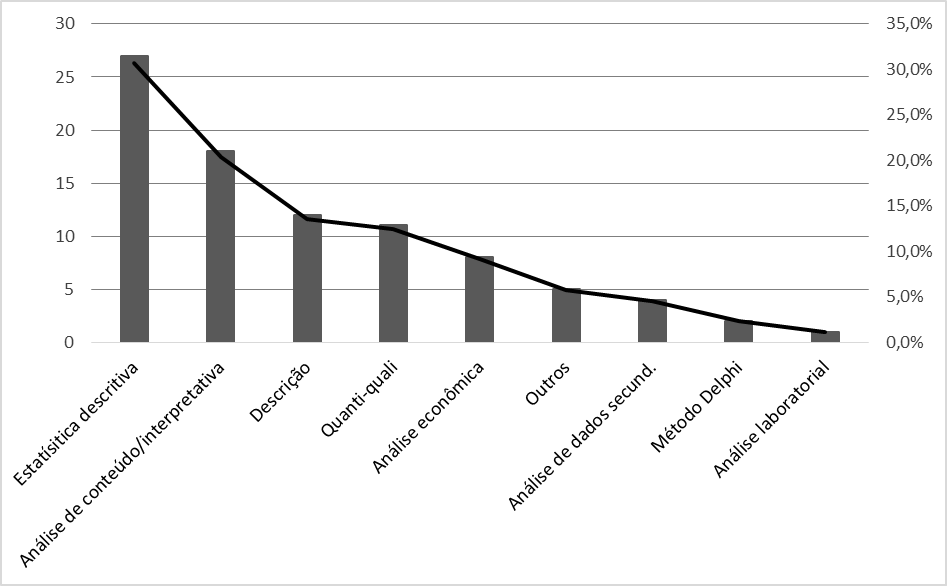 30
25
20
15
10
5
0
35,0%
30,0%
25,0%
20,0%
15,0%
10,0%
5,0%
0,0%
Estatísitica descritiva
Análise de conteúdo/interpretativa
Descrição
Quanti-quali
Análise econômica
Outros
Análise de dados secund.
Método Delphi
Análise laboratorial